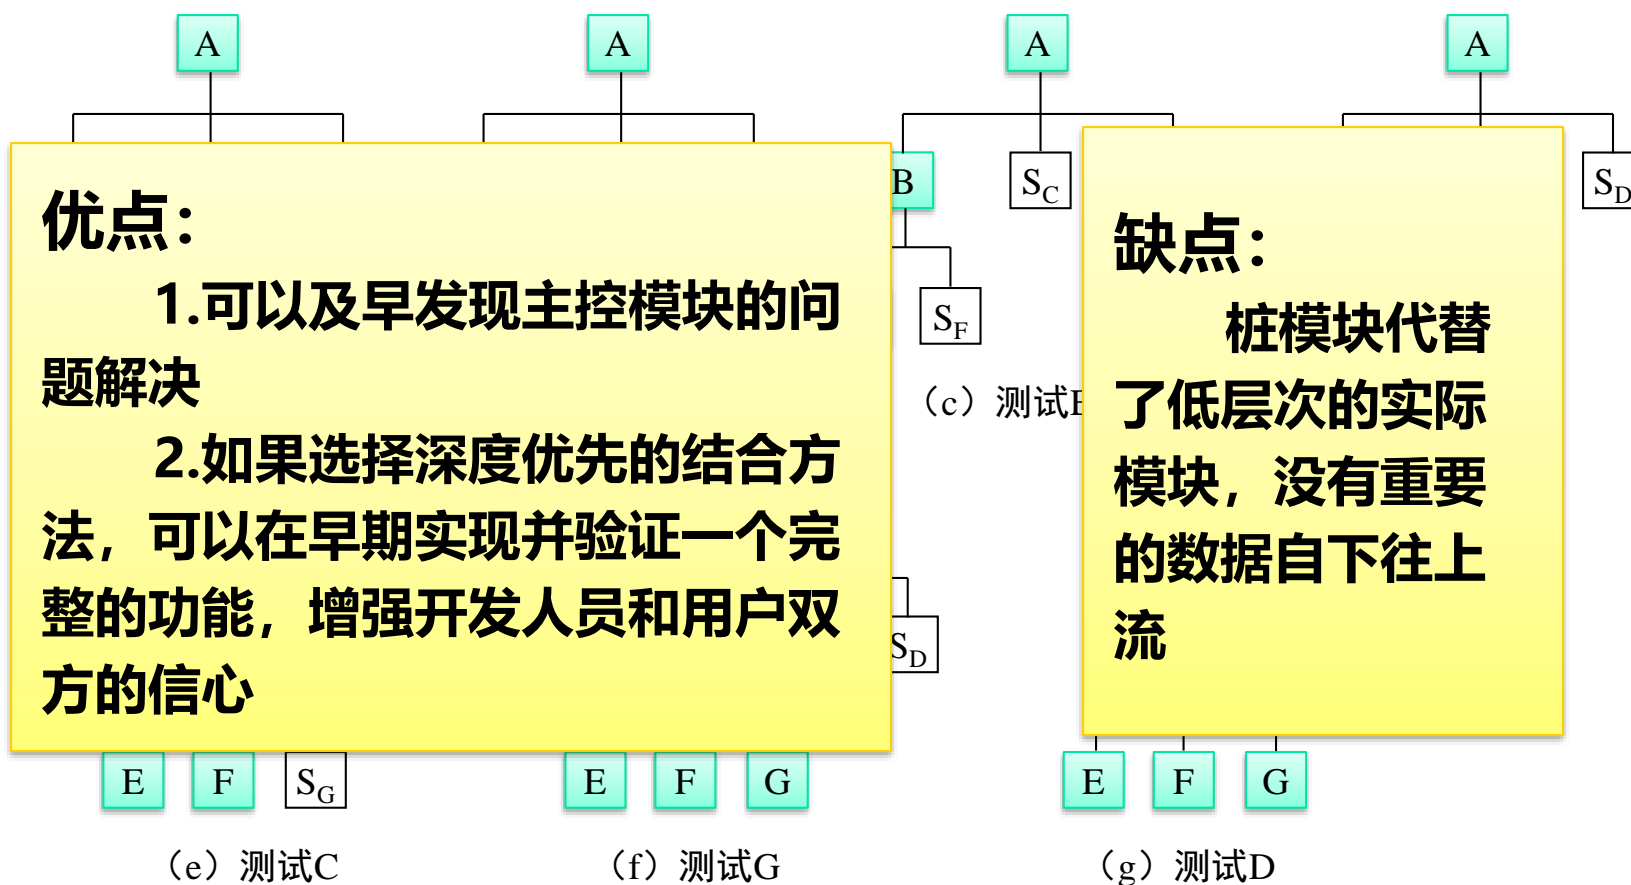 A A A A
B S_C S_D
S_F
优点：
1.可以及早发现主控模块的问
题解决
2.如果选择深度优先的结合方
法，可以在早期实现并验证一个完
整的功能，增强开发人员和用户双
方的信心
（c）测试
缺点：
桩模块代替
了低层次的实际
模块，没有重要
的数据自下往上
流
S_D
E F S_G E F G E F G
（e）测试C （f）测试G （g）测试D